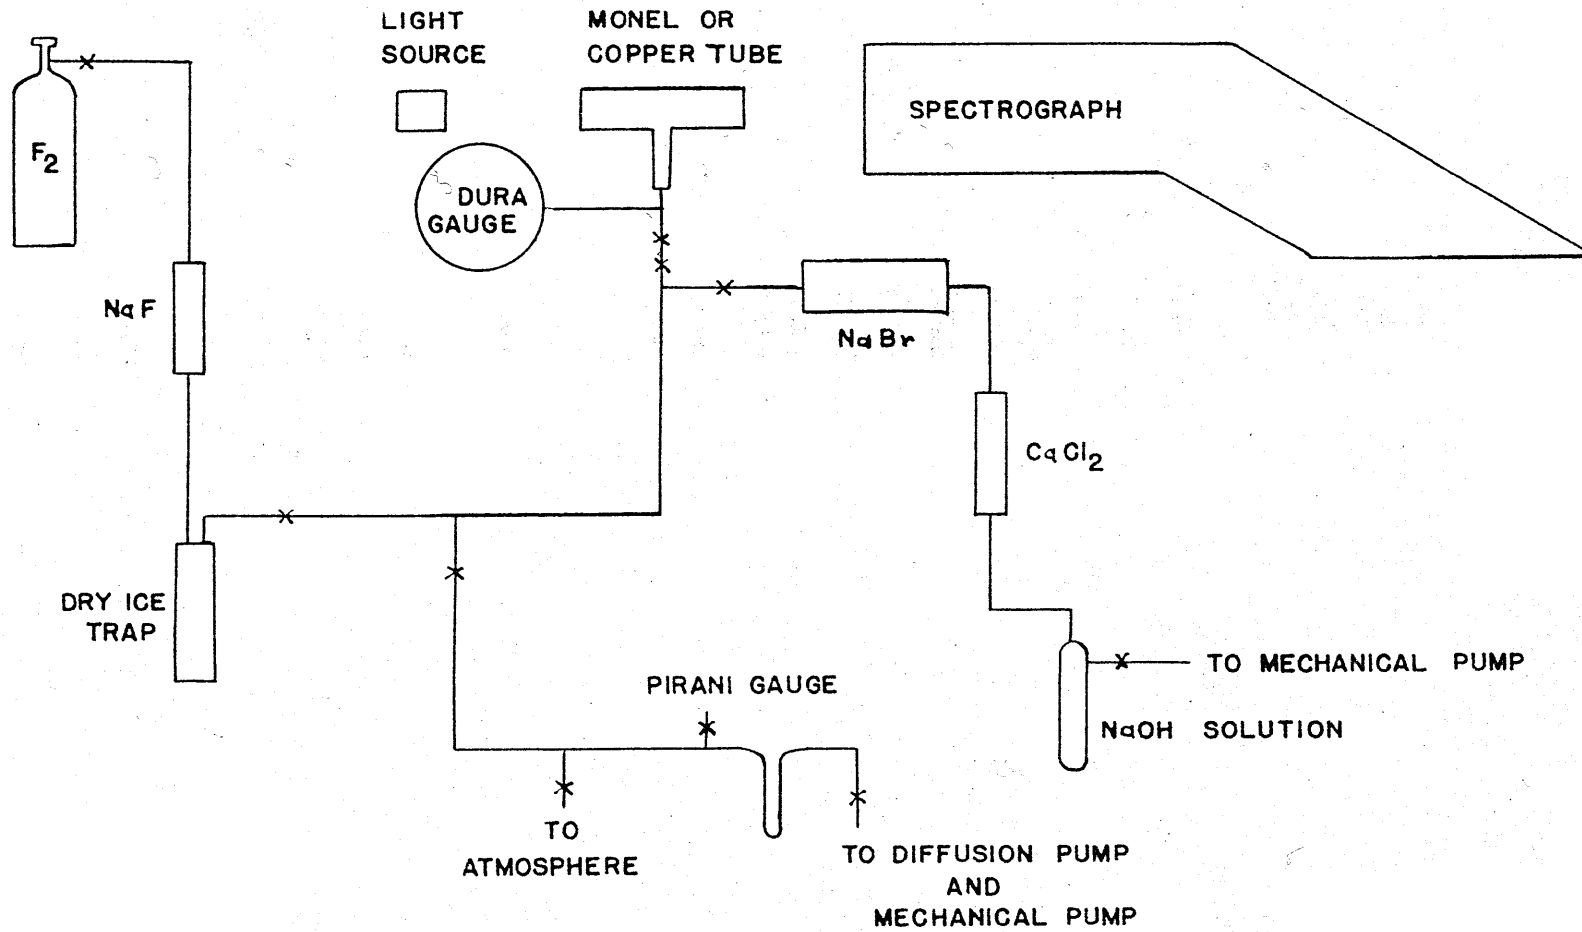 LIGHT
SOURCE
MONEL OR
COPPER TUBE
SPECTROGRAPH
F2
DURA
GAUGE
NaF
NaBr
CaCl2
DRY ICE
TRAP
TO MECHANICAL PUMP
PIRANI GAUGE
NaOH SOLUTION
TO
ATMOSPHERE
TO DIFFUSION PUMP
AND
MECHANICAL PUMP